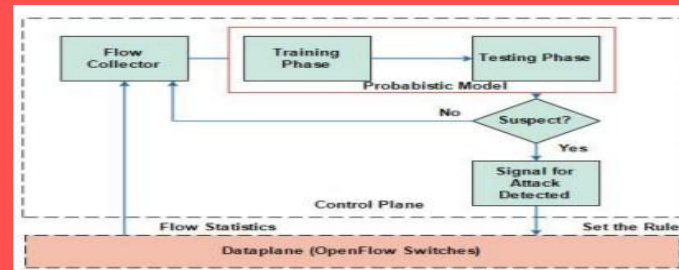 Flow
Collector
Training
Phase
Testing Phase
Probabistic Model
No
Suspect?
Yes
Signal for
Attack
Detected
Control Plane
Flow Statistics
Set the Rule
Dataplane (OpenFlow Switches)